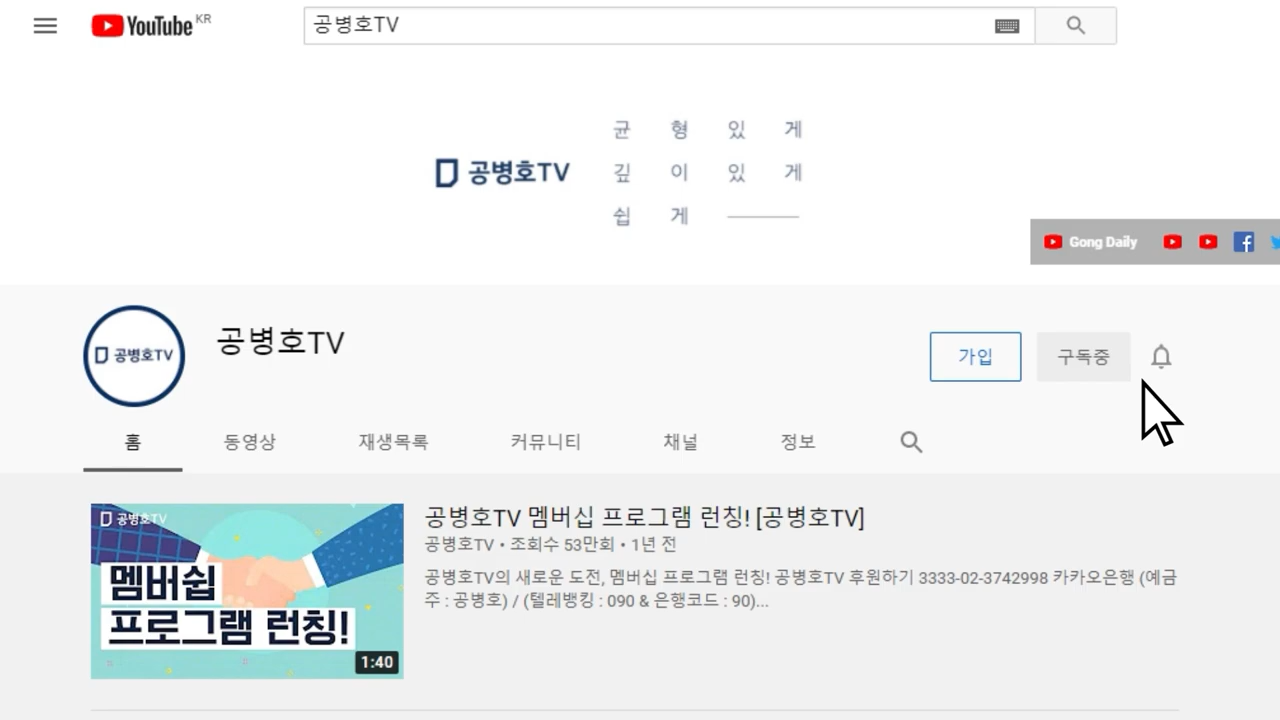 YouTube KR
공병호TV
공병호TV
균 형 있 게
깊 이 있 게
쉽 게
Gong Daily
공병호TV
공병호TV
가입
구독중
홈
동영상
재생목록
커뮤니티
채널
정보
공병호TV
멤버쉽
프로그램 런칭!
1:40
공병호TV 멤버십 프로그램 런칭! [공병호TV]
공병호TV • 조회수 53만회 • 1년 전
공병호TV의 새로운 도전, 멤버십 프로그램 런칭! 공병호TV 후원하기 3333-02-3742998 카카오은행 (예금
주 : 공병호) / (텔레뱅킹 : 090 & 은행코드 : 90)...